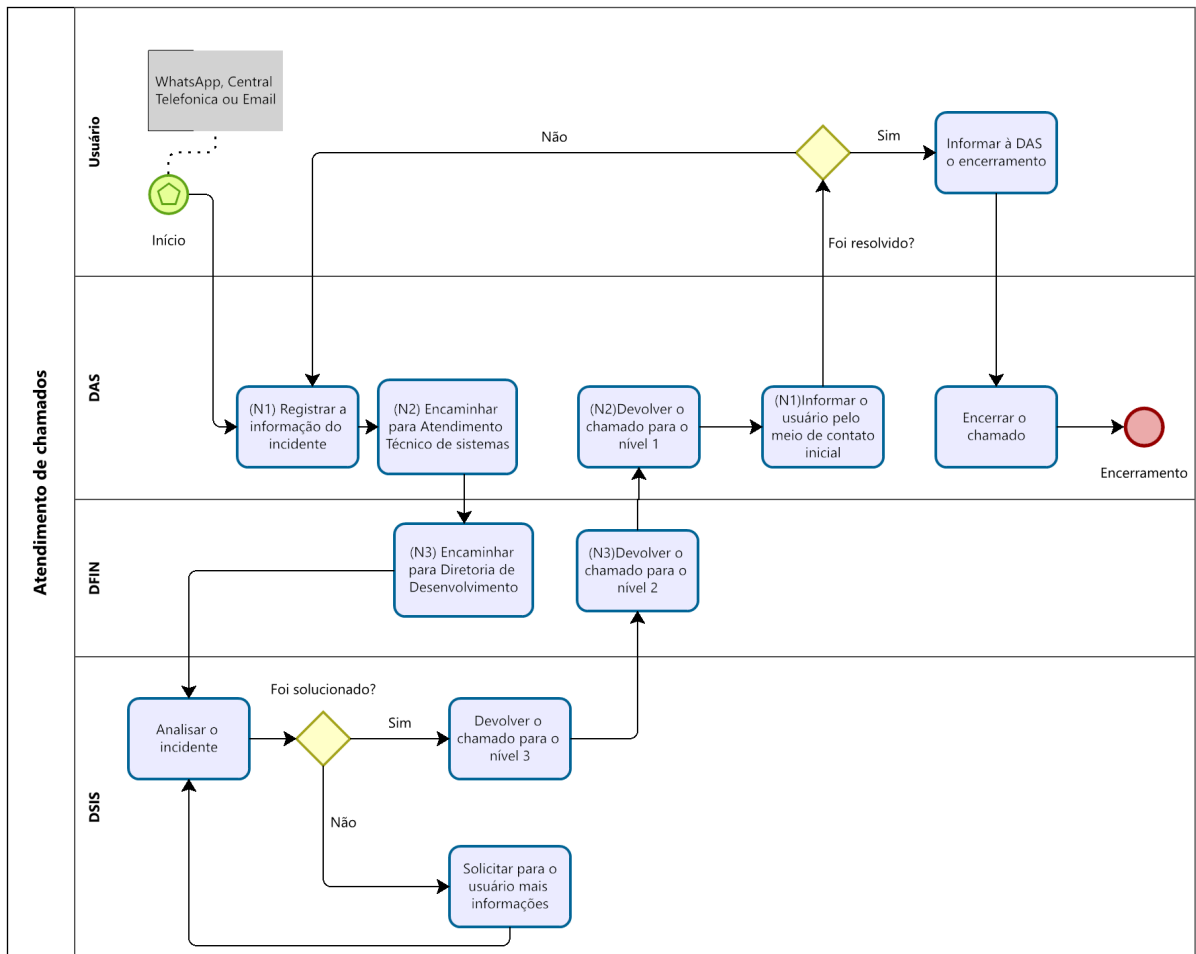 Atendimento de chamados
Usuário
WhatsApp, Central
Telefonica ou Email
Início
Não
Sim
Informar à DAS
o encerramento
Foi resolvido?
DAS
(N1) Registrar a
informação do
incidente
(N2) Encaminhar
para Atendimento
Técnico de sistemas
(N2)Devolver o
chamado para o
nível 1
(N1)Informar o
usuário pelo
meio de contato
inicial
Encerrar o
chamado
Encerramento
DFIN
(N3) Encaminhar
para Diretoria de
Desenvolvimento
(N3)Devolver o
chamado para o
nível 2
DSIS
Analisar o
incidente
Foi solucionado?
Sim
Devolver o
chamado para o
nível 3
Não
Solicitar para o
usuário mais
informações